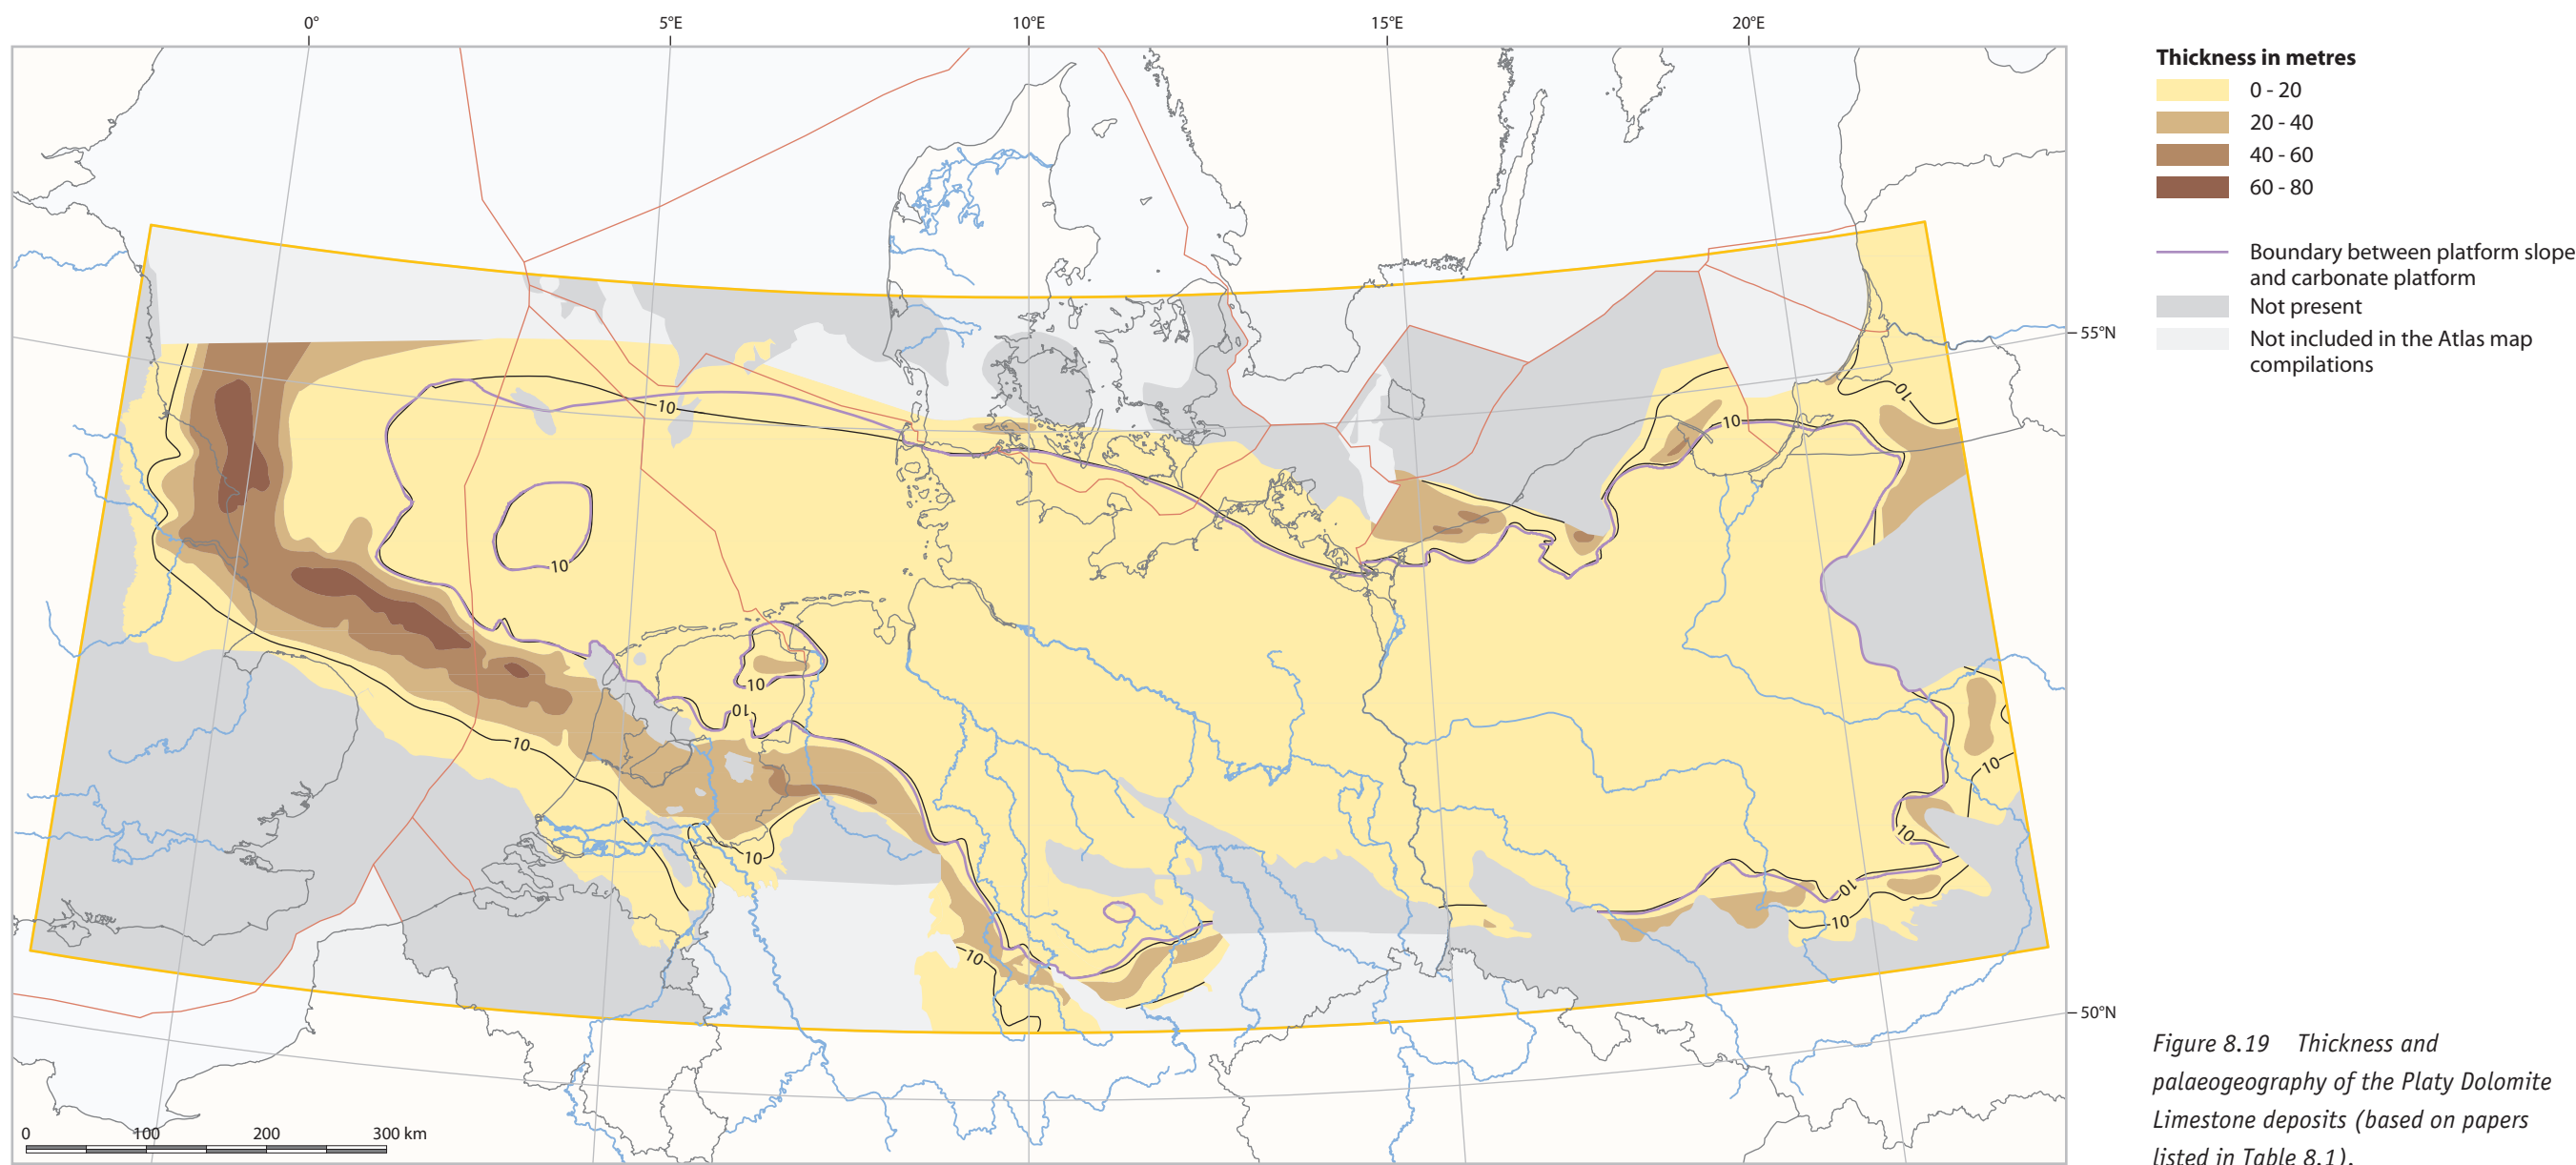 0° 5°E 10°E 15°E 20°E
55°N
50°N
10
10
10
10
10
10
10
10
10
10
10
10
10
10
0 100 200 300 km
Thickness in metres
0 - 20
20 - 40
40 - 60
60 - 80
Boundary between platform slope
and carbonate platform
Not present
Not included in the Atlas map
compilations
Figure 8.19 Thickness and
palaeogeography of the Platy Dolomite
Limestone deposits (based on papers
listed in Table 8.1).